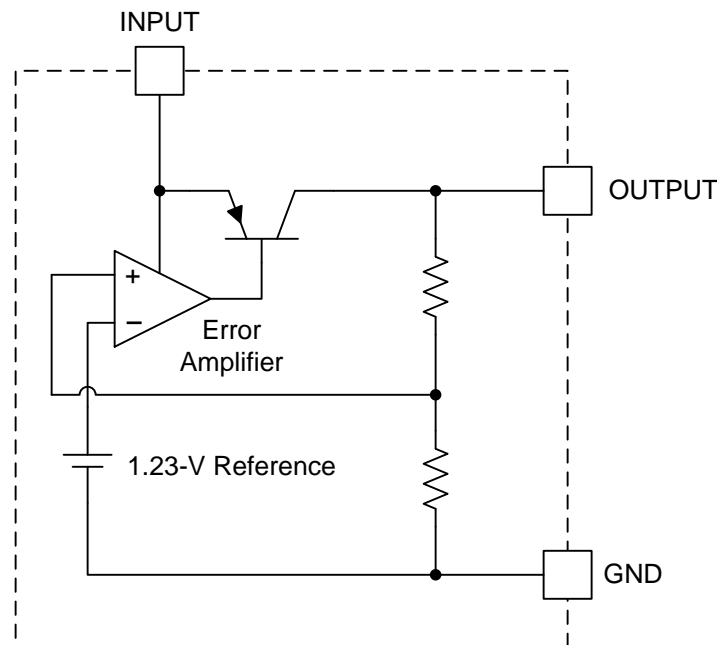 INPUT
OUTPUT
+
−
Error
Amplifier
1.23-V Reference
GND